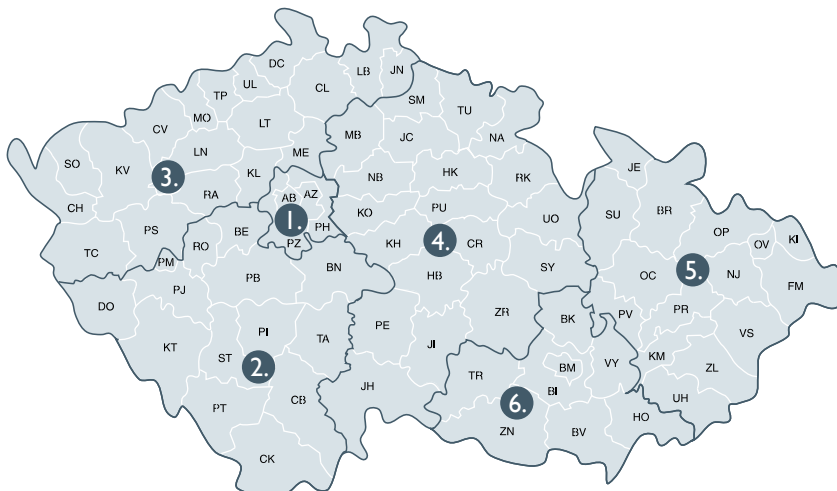 DC
LB
JN
UL
CL
TP
SM
TU
MO
CV
LT
MB
JC
NA
LN
ME
SO
KV
3.
KL
NB
HK
RK
JE
RA
AB
AZ
CH
KO
PU
SU
BR
PS
1.
PH
UO
RO
BE
PZ
KH
4.
CR
OP
OV
KI
TC
PM
BN
SY
OC
5.
NJ
PJ
PB
HB
FM
DO
ZR
PV
PR
PI
PE
BK
VS
KT
TA
JI
KM
ST
2.
TR
BM
VY
ZL
JH
BI
CB
6.
UH
PT
HO
ZN
BV
CK